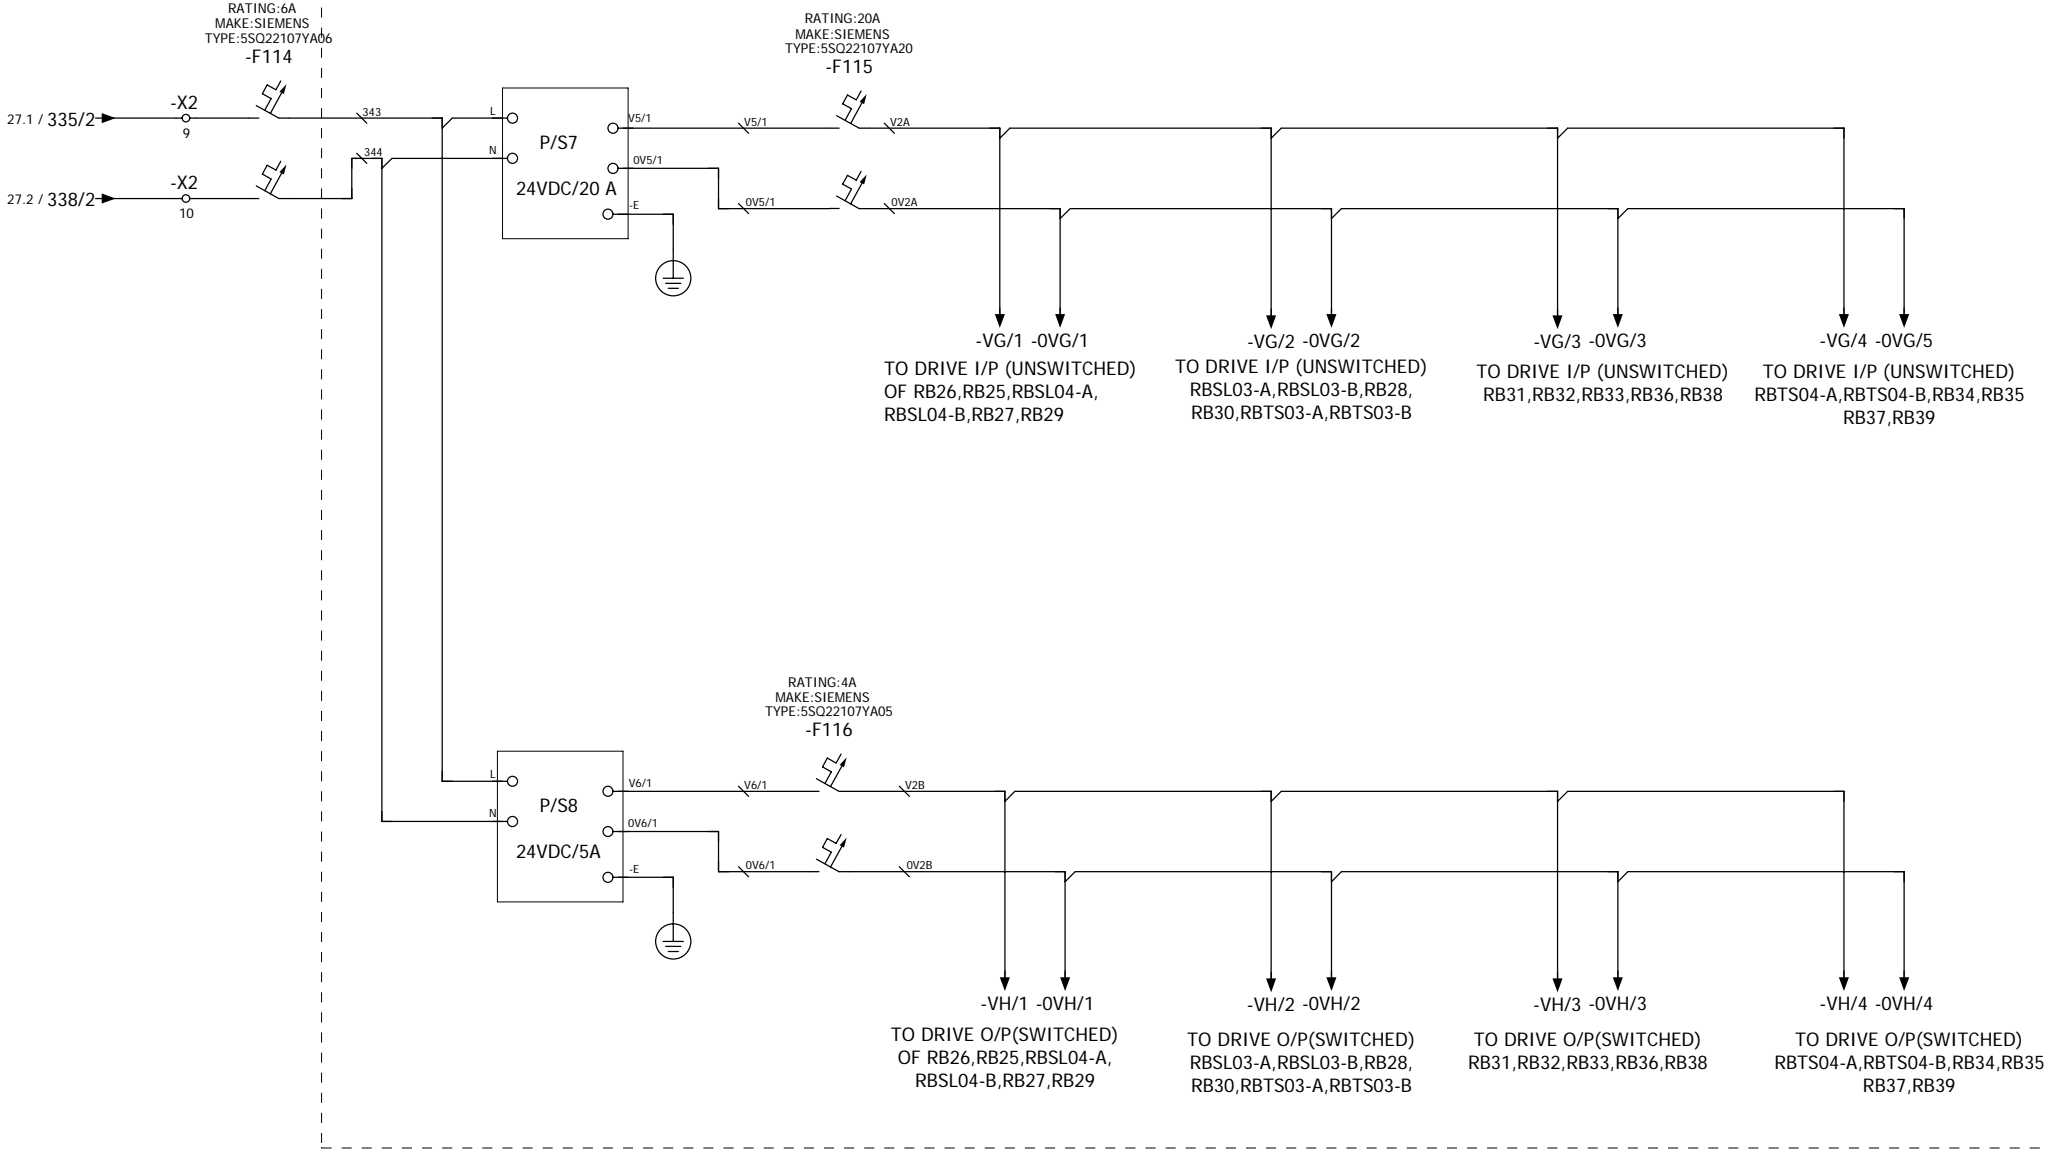 RATING:6A
MAKE:SIEMENS
TYPE:5SQ22107YA06
-F114
RATING:20A
MAKE:SIEMENS
TYPE:5SQ22107YA20
-F115
27.1 / 335/2
-X2
9
343
L
P/S7
V5/1
V5/1
V2A
27.2 / 338/2
-X2
10
344
N
24VDC/20 A
0V5/1
0V5/1
0V2A
-E
-VG/1 -0VG/1
TO DRIVE I/P (UNSWITCHED)
OF RB26,RB25,RBSL04-A,
RBSL04-B,RB27,RB29
-VG/2 -0VG/2
TO DRIVE I/P (UNSWITCHED)
RBSL03-A,RBSL03-B,RB28,
RB30,RBTS03-A,RBTS03-B
-VG/3 -0VG/3
TO DRIVE I/P (UNSWITCHED)
RB31,RB32,RB33,RB36,RB38
-VG/4 -0VG/5
TO DRIVE I/P (UNSWITCHED)
RBTS04-A,RBTS04-B,RB34,RB35
RB37,RB39
RATING:4A
MAKE:SIEMENS
TYPE:5SQ22107YA05
-F116
L
P/S8
V6/1
V6/1
V2B
N
24VDC/5A
0V6/1
0V6/1
0V2B
-E
-VH/1 -0VH/1
TO DRIVE O/P(SWITCHED)
OF RB26,RB25,RBSL04-A,
RBSL04-B,RB27,RB29
-VH/2 -0VH/2
TO DRIVE O/P(SWITCHED)
RBSL03-A,RBSL03-B,RB28,
RB30,RBTS03-A,RBTS03-B
-VH/3 -0VH/3
TO DRIVE O/P(SWITCHED)
RB31,RB32,RB33,RB36,RB38
-VH/4 -0VH/4
TO DRIVE O/P(SWITCHED)
RBTS04-A,RBTS04-B,RB34,RB35
RB37,RB39